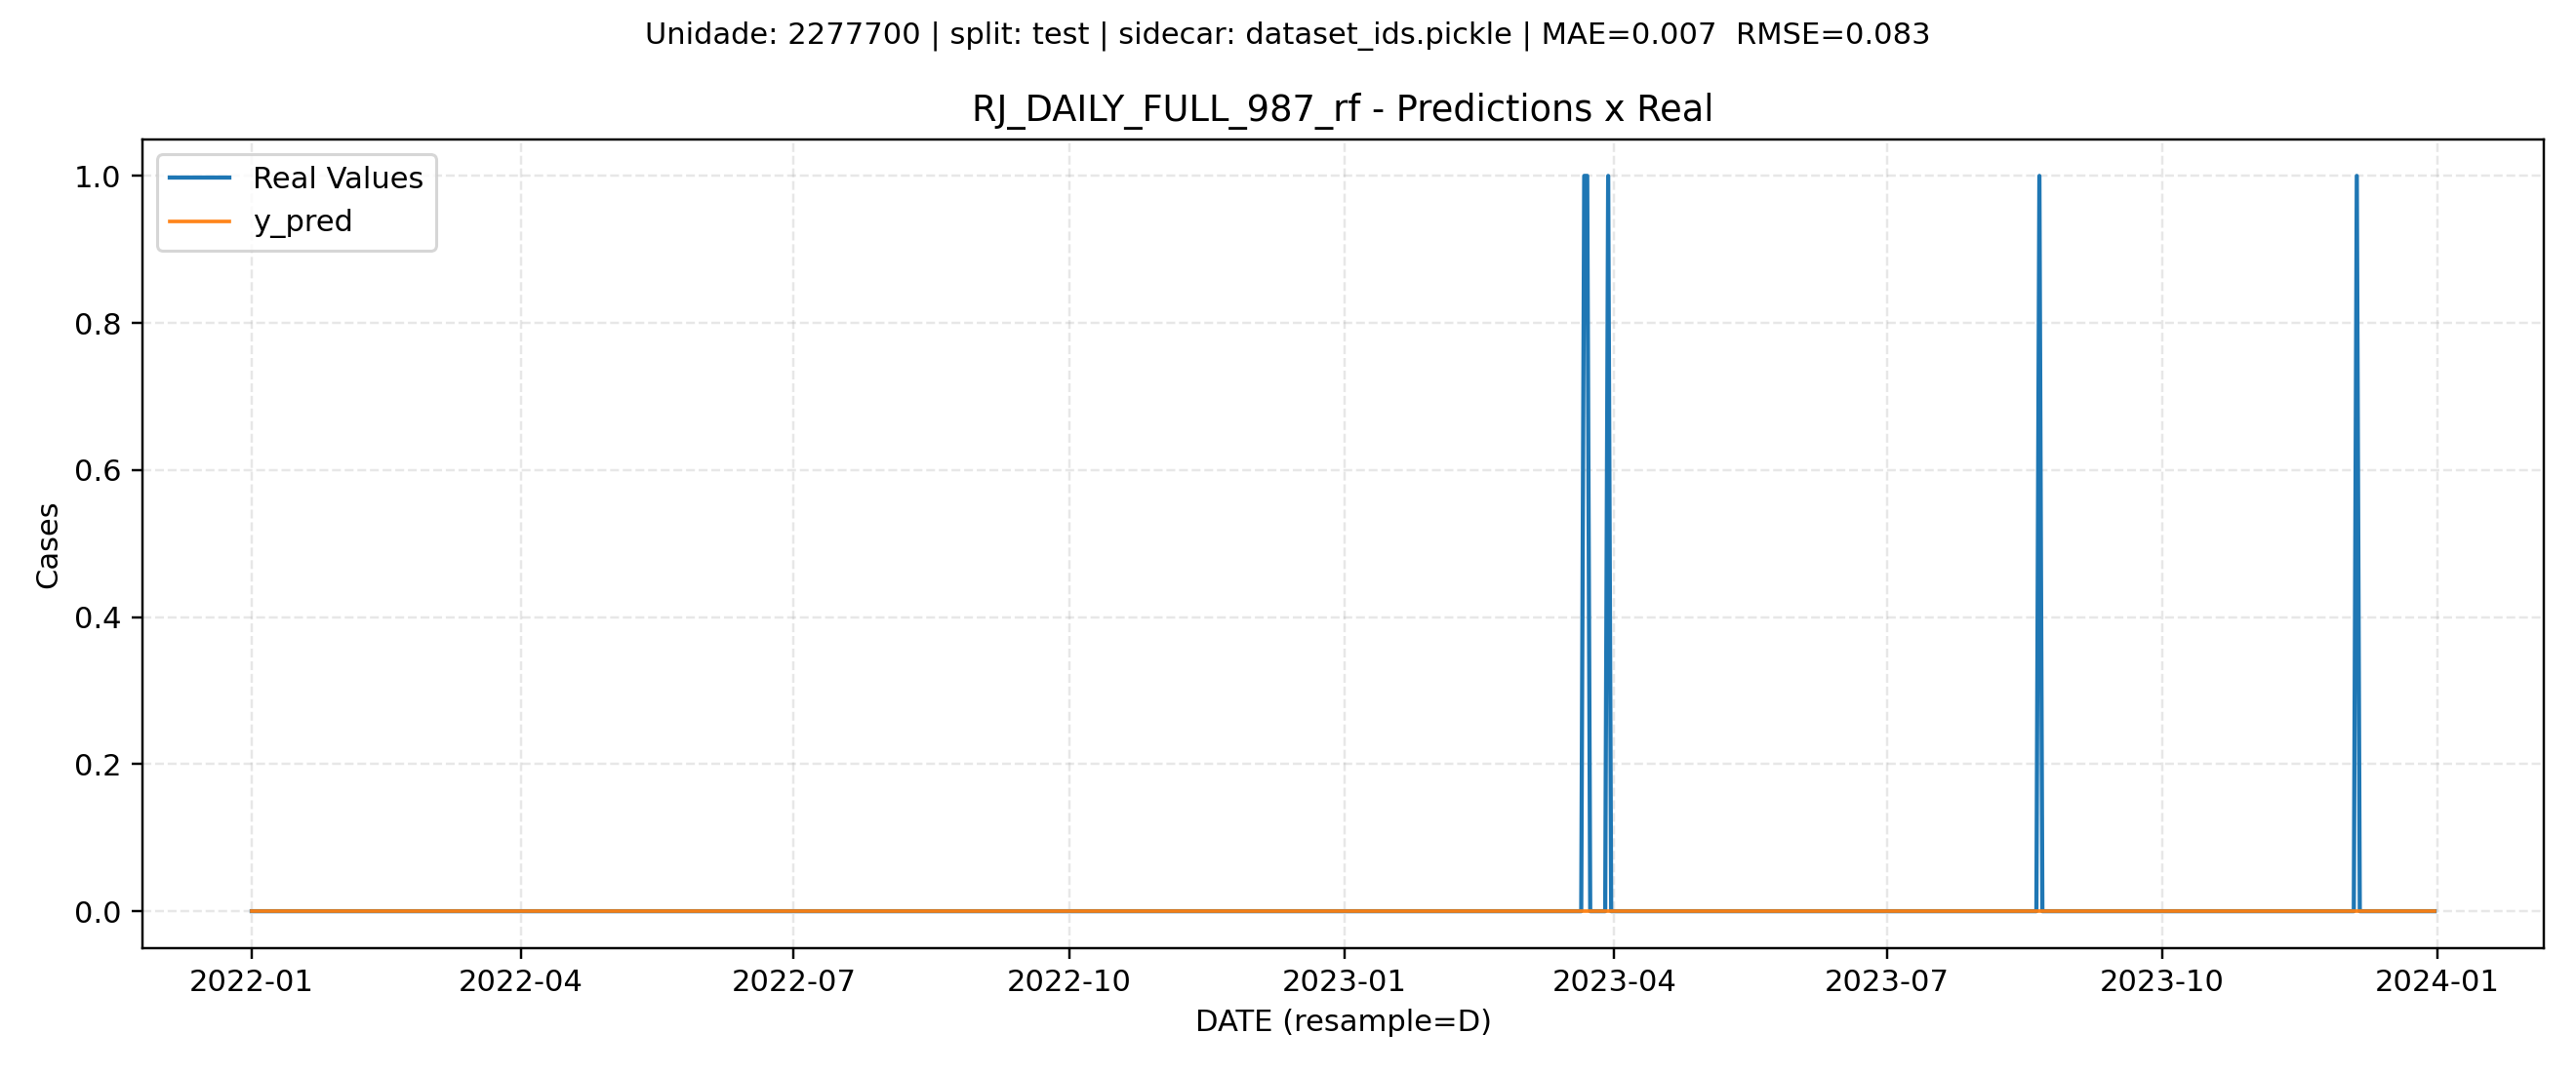 Unidade: 2277700 | split: test | sidecar: dataset_ids.pickle | MAE=0.007  RMSE=0.083
RJ_DAILY_FULL_987_rf - Predictions x Real
Real Values
y_pred
1.0
0.8
0.6
0.4
0.2
0.0
Cases
2022-01 2022-04 2022-07 2022-10 2023-01 2023-04 2023-07 2023-10 2024-01
DATE (resample=D)